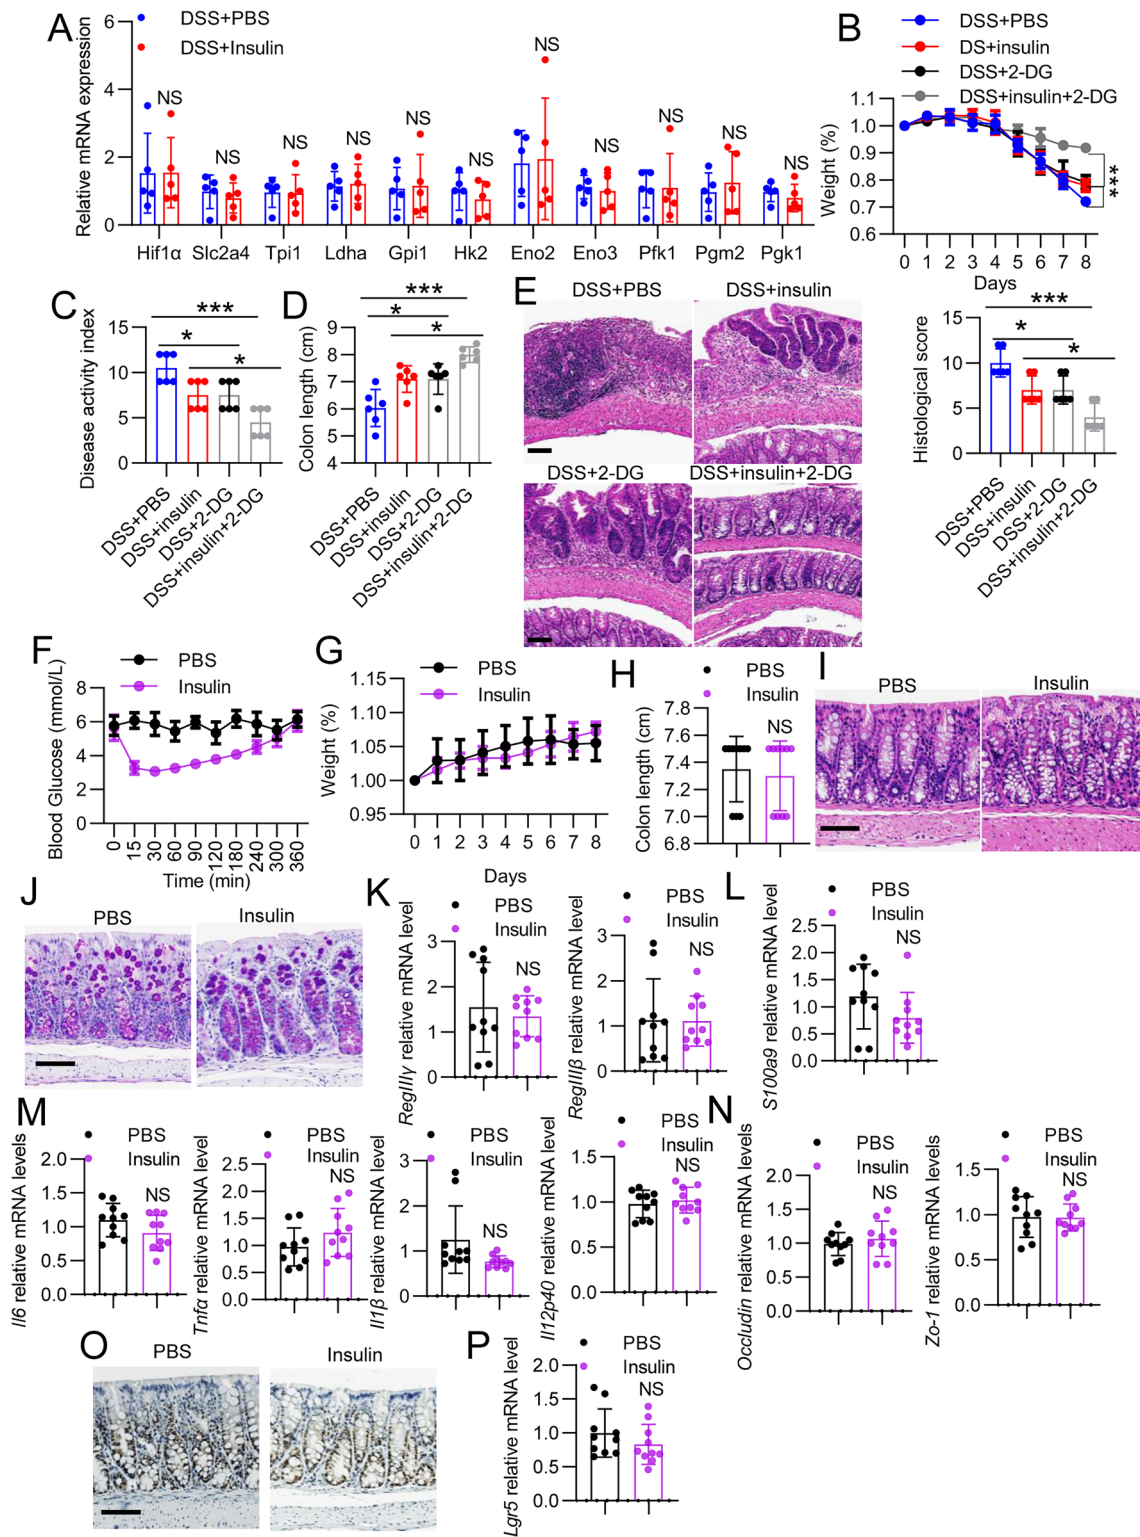 A
DSS+PBS
DSS+Insulin
Relative mRNA expression
6
4
2
0
NS
NS
NS
NS
NS
NS
NS
NS
NS
NS
NS
Hif1α Slc2a4 Tpi1 Ldha Gpi1 Hk2 Eno2 Eno3 Pfk1 Pgm2 Pgk1
B
DSS+PBS
DS+insulin
DSS+2-DG
DSS+insulin+2-DG
Weight (%)
1.1
1.0
0.9
0.8
0.7
0.6
***
0 1 2 3 4 5 6 7 8
Days
C
Disease activity index
15
10
5
0
***
*
*
DSS+PBS
DSS+insulin
DSS+2-DG
DSS+insulin+2-DG
D
Colon length (cm)
9
8
7
6
5
4
***
*
*
DSS+PBS
DSS+insulin
DSS+2-DG
DSS+insulin+2-DG
E
DSS+PBS
DSS+insulin
DSS+2-DG
DSS+insulin+2-DG
Histological score
15
10
5
0
***
*
*
DSS+PBS
DSS+insulin
DSS+2-DG
DSS+insulin+2-DG
F
PBS
Insulin
Blood Glucose (mmol/L)
8
6
4
2
0
0 15 30 60 90 120 180 240 300 360
Time (min)
G
PBS
Insulin
Weight (%)
1.15
1.10
1.05
1.00
0.95
0 1 2 3 4 5 6 7 8
Days
H
PBS
Insulin
Colon length (cm)
7.8
7.6
7.4
7.2
7.0
6.8
NS
I
PBS
Insulin
J
PBS
Insulin
K
PBS
Insulin
RegIIIγ relative mRNA level
3
2
1
0
NS
PBS
Insulin
RegIIIβ relative mRNA level
3
2
1
0
NS
L
PBS
Insulin
S100a9 relative mRNA level
2.5
2.0
1.5
1.0
0.5
0.0
NS
M
PBS
Insulin
Il6 relative mRNA levels
2.0
1.5
1.0
0.5
0.0
NS
PBS
Insulin
Tnfα relative mRNA level
2.5
2.0
1.5
1.0
0.5
0.0
NS
PBS
Insulin
Il1β relative mRNA level
3
2
1
0
NS
PBS
Insulin
Il12p40 relative mRNA level
1.5
1.0
0.5
0.0
NS
N
PBS
Insulin
Occludin relative mRNA level
2.0
1.5
1.0
0.5
0.0
NS
PBS
Insulin
Zo-1 relative mRNA levels
1.5
1.0
0.5
0.0
NS
O
PBS
Insulin
P
PBS
Insulin
Lgr5 relative mRNA level
2.0
1.5
1.0
0.5
0.0
NS